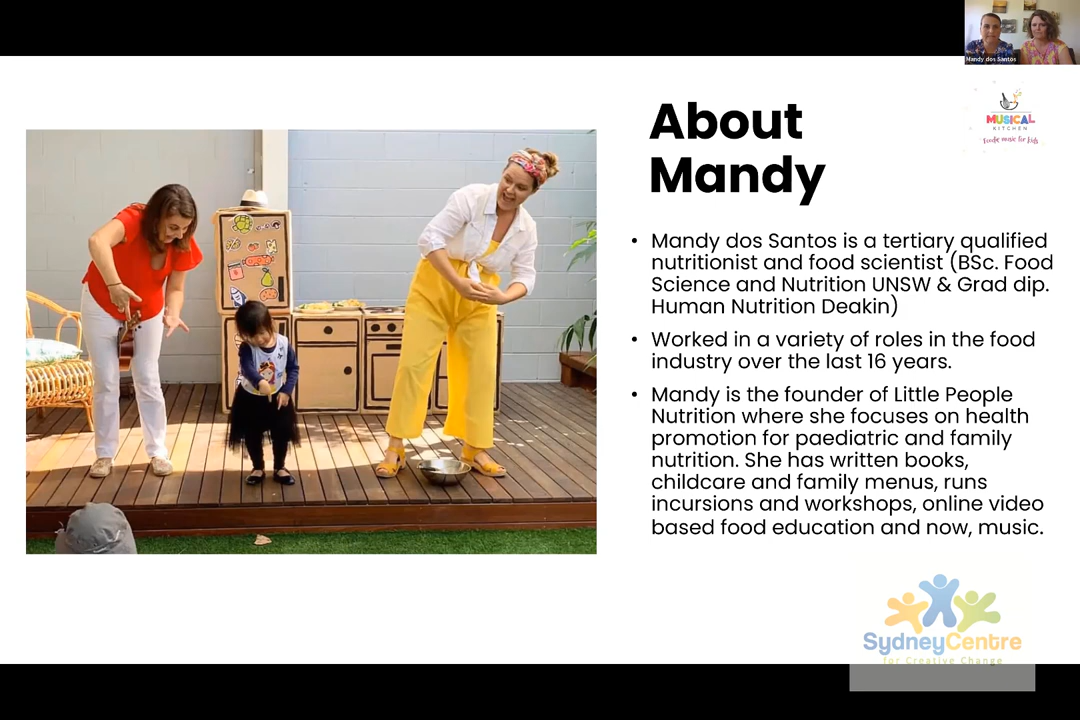 Mandy dos Santos
About
Mandy
MUSICAL
KITCHEN
Foodie music for kids
• Mandy dos Santos is a tertiary qualified
nutritionist and food scientist (BSc. Food
Science and Nutrition UNSW & Grad dip.
Human Nutrition Deakin)
• Worked in a variety of roles in the food
industry over the last 16 years.
• Mandy is the founder of Little People
Nutrition where she focuses on health
promotion for paediatric and family
nutrition. She has written books,
childcare and family menus, runs
incursions and workshops, online video
based food education and now, music.
SydneyCentre
for Creative Change